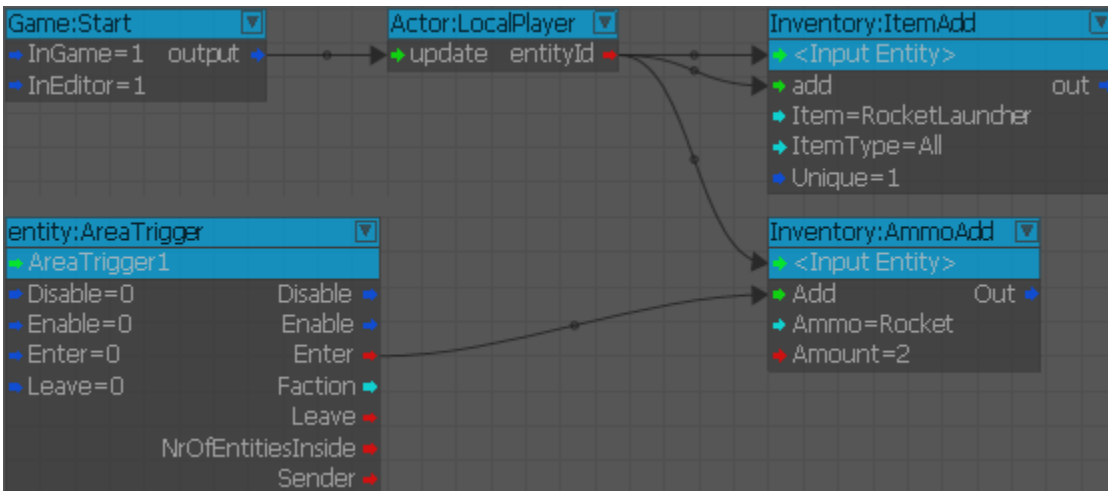 Game:Start
InGame=1 output
InEditor=1
Actor:LocalPlayer
update entityId
Inventory:ItemAdd
<Input Entity>
add out
Item=RocketLauncher
ItemType=All
Unique=1
entity:AreaTrigger
AreaTrigger1
Disable=0 Disable
Enable=0 Enable
Enter=0 Enter
Leave=0 Faction
Leave
NrOfEntitiesInside
Sender
Inventory:AmmoAdd
<Input Entity>
Add Out
Ammo=Rocket
Amount=2